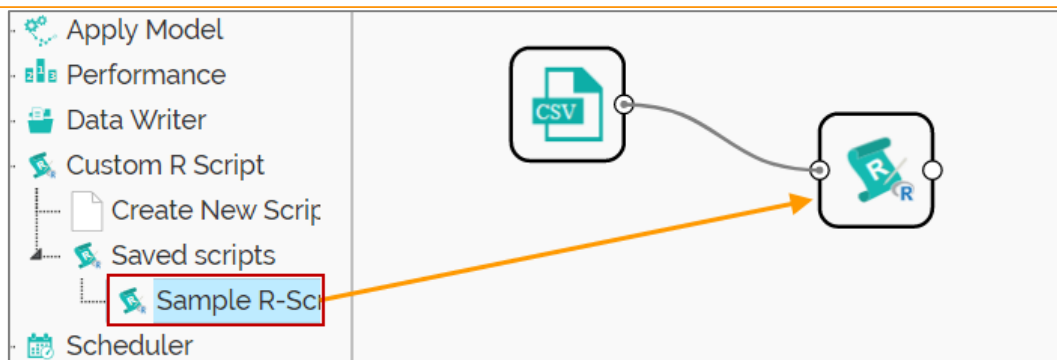 Apply Model
Performance
Data Writer
Custom R Script
Create New Scrip
Saved scripts
Sample R-Scr
Scheduler
CSV
R